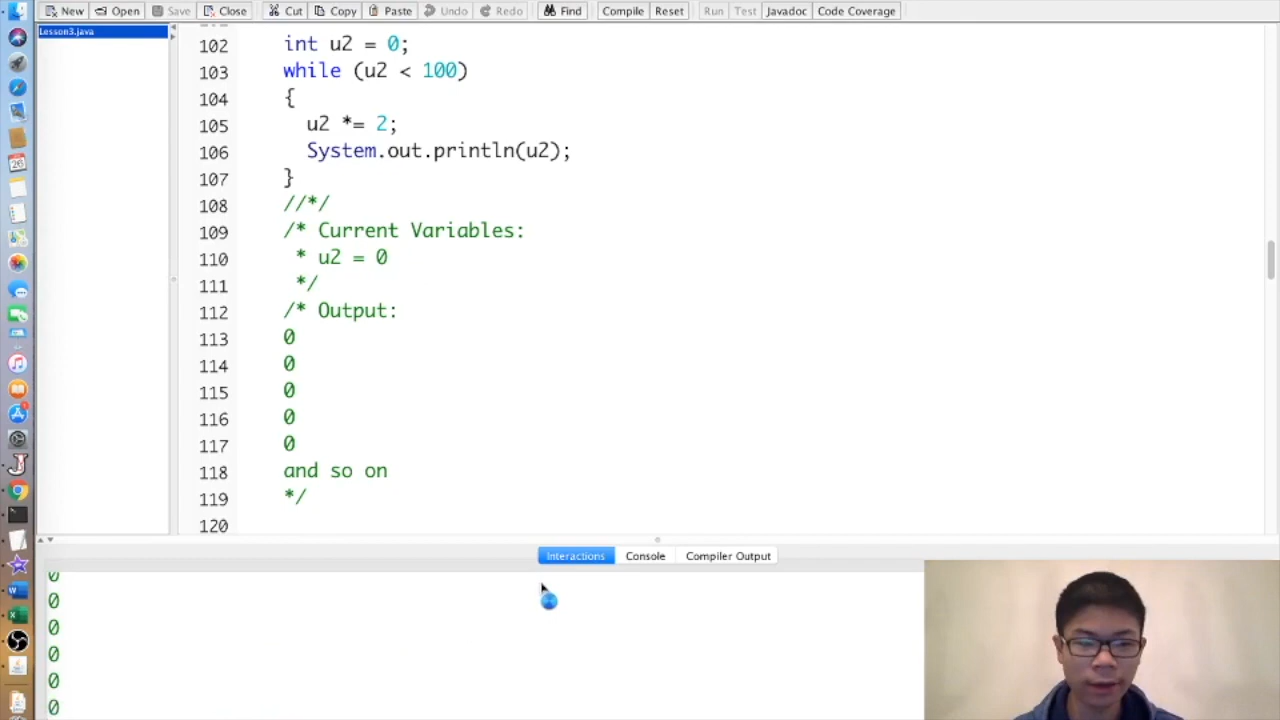 New Open Save Close Cut Copy Paste Undo Redo Find Compile Reset Run Test Javadoc Code Coverage
Lesson3.java
102 int u2 = 0;
103 while (u2 < 100)
104 {
105 u2 *= 2;
106 System.out.println(u2);
107 }
108 //*/
109 /* Current Variables:
110 * u2 = 0
111 */
112 /* Output:
113 0
114 0
115 0
116 0
117 0
118 and so on
119 */
120
Interactions Console Compiler Output
0
0
0
0
0
0